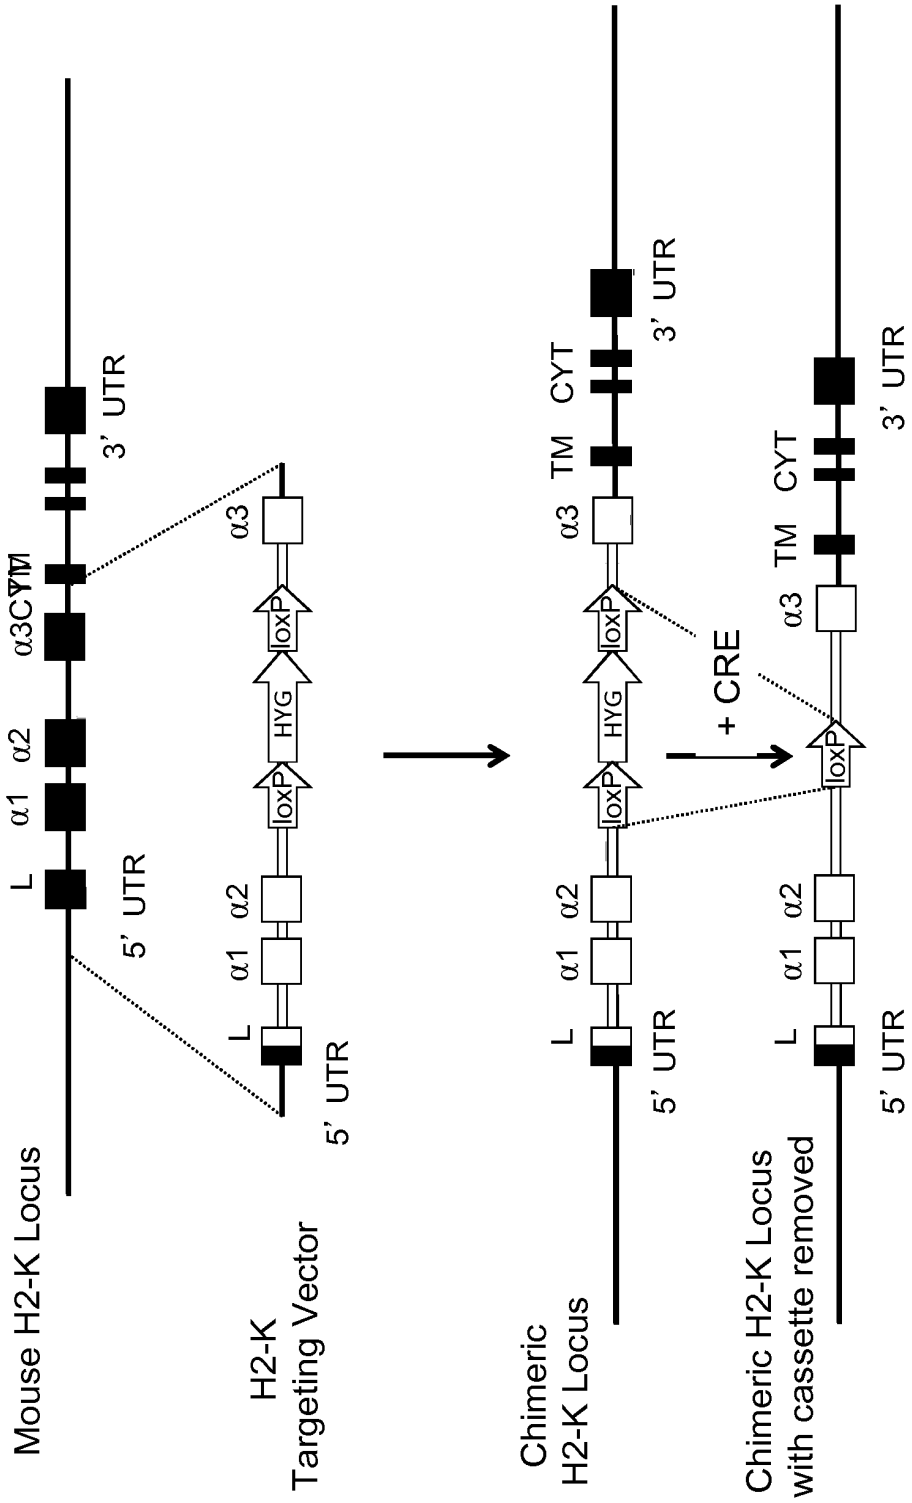 Mouse H2-K Locus
L
α1
α2
α3CYTTM
5’ UTR
3’ UTR
H2-K
Targeting Vector
L
α1
α2
loxP
HYG
loxP
α3
5’ UTR
Chimeric
H2-K Locus
L
α1
α2
loxP
HYG
loxP
α3
TM
CYT
5’ UTR
3’ UTR
+ CRE
Chimeric H2-K Locus
with cassette removed
L
α1
α2
loxP
α3
TM
CYT
5’ UTR
3’ UTR